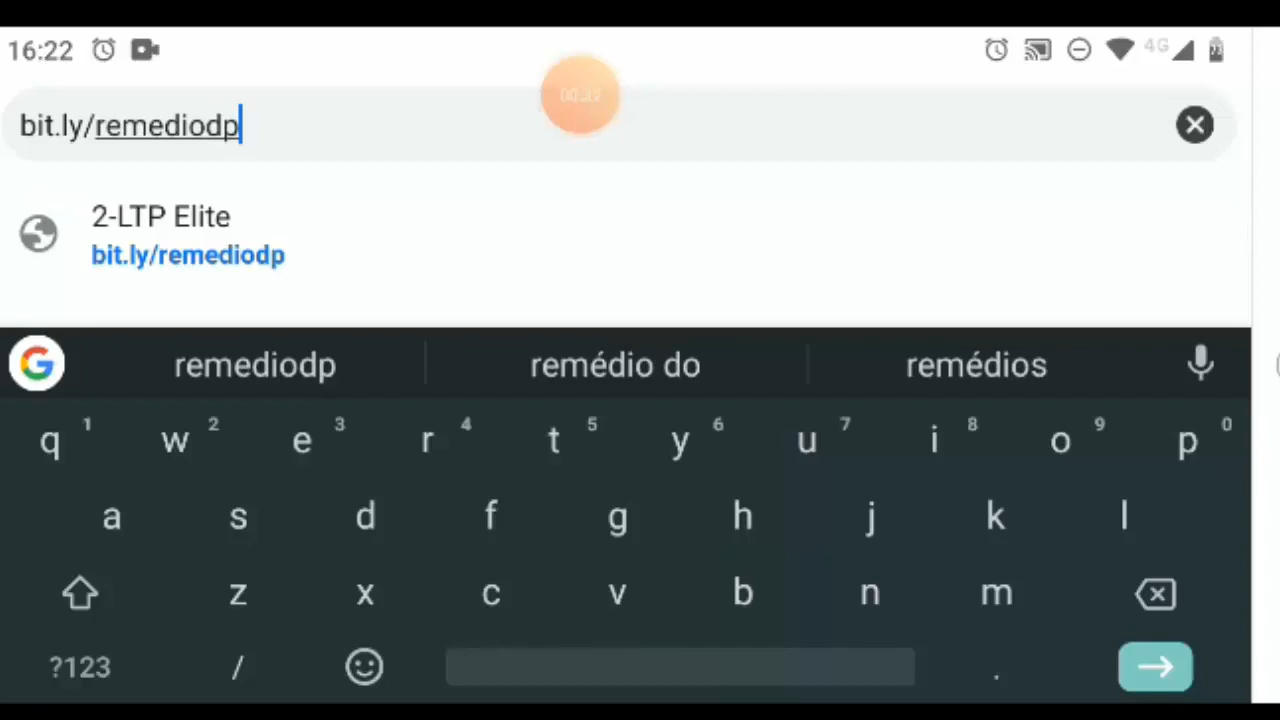 16:22
4G
bit.ly/remediodp
2-LTP Elite
bit.ly/remediodp
remediodp remédio do remédios
q 1 w 2 e 3 r 4 t 5 y 6 u 7 i 8 o 9 p 0
a s d f g h j k l
z x c v b n m
?123 / .